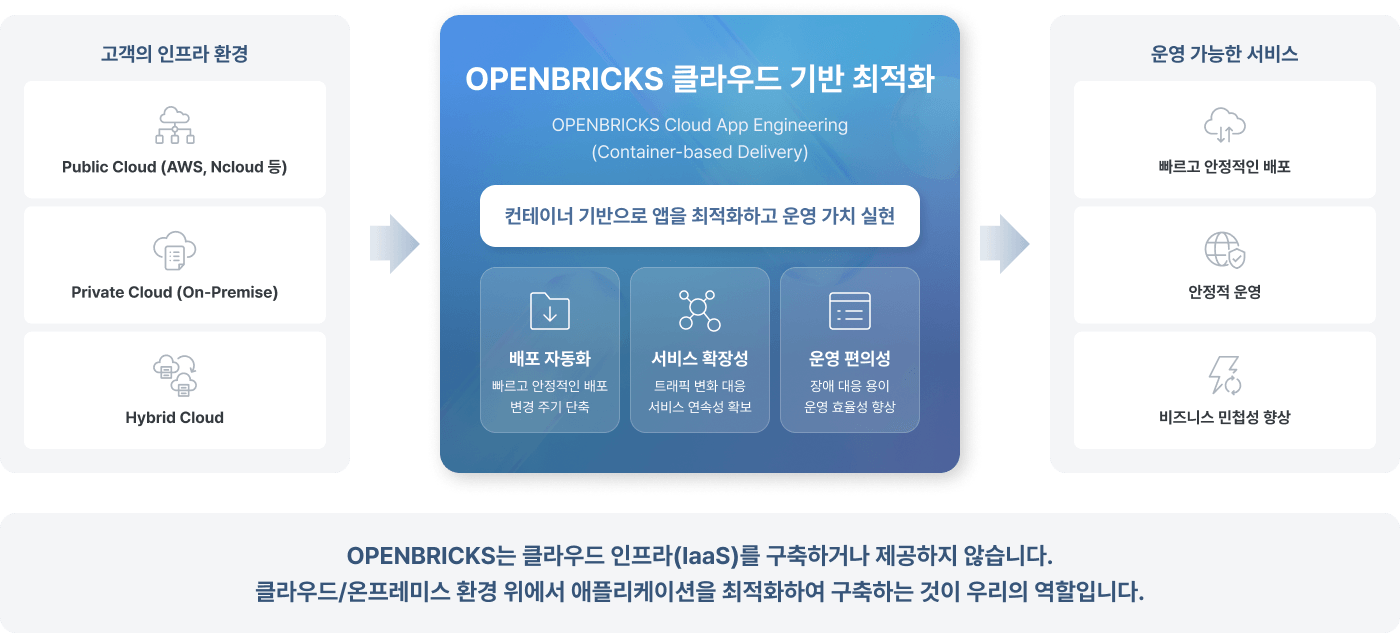 고객의 인프라 환경
Public Cloud (AWS, Ncloud 등)
Private Cloud (On-Premise)
Hybrid Cloud
OPENBRICKS 클라우드 기반 최적화
OPENBRICKS Cloud App Engineering
(Container-based Delivery)
컨테이너 기반으로 앱을 최적화하고 운영 가치 실현
배포 자동화
빠르고 안정적인 배포
변경 주기 단축
서비스 확장성
트래픽 변화 대응
서비스 연속성 확보
운영 편의성
장애 대응 용이
운영 효율성 향상
운영 가능한 서비스
빠르고 안정적인 배포
안정적 운영
비즈니스 민첩성 향상
OPENBRICKS는 클라우드 인프라(IaaS)를 구축하거나 제공하지 않습니다.
클라우드/온프레미스 환경 위에서 애플리케이션을 최적화하여 구축하는 것이 우리의 역할입니다.